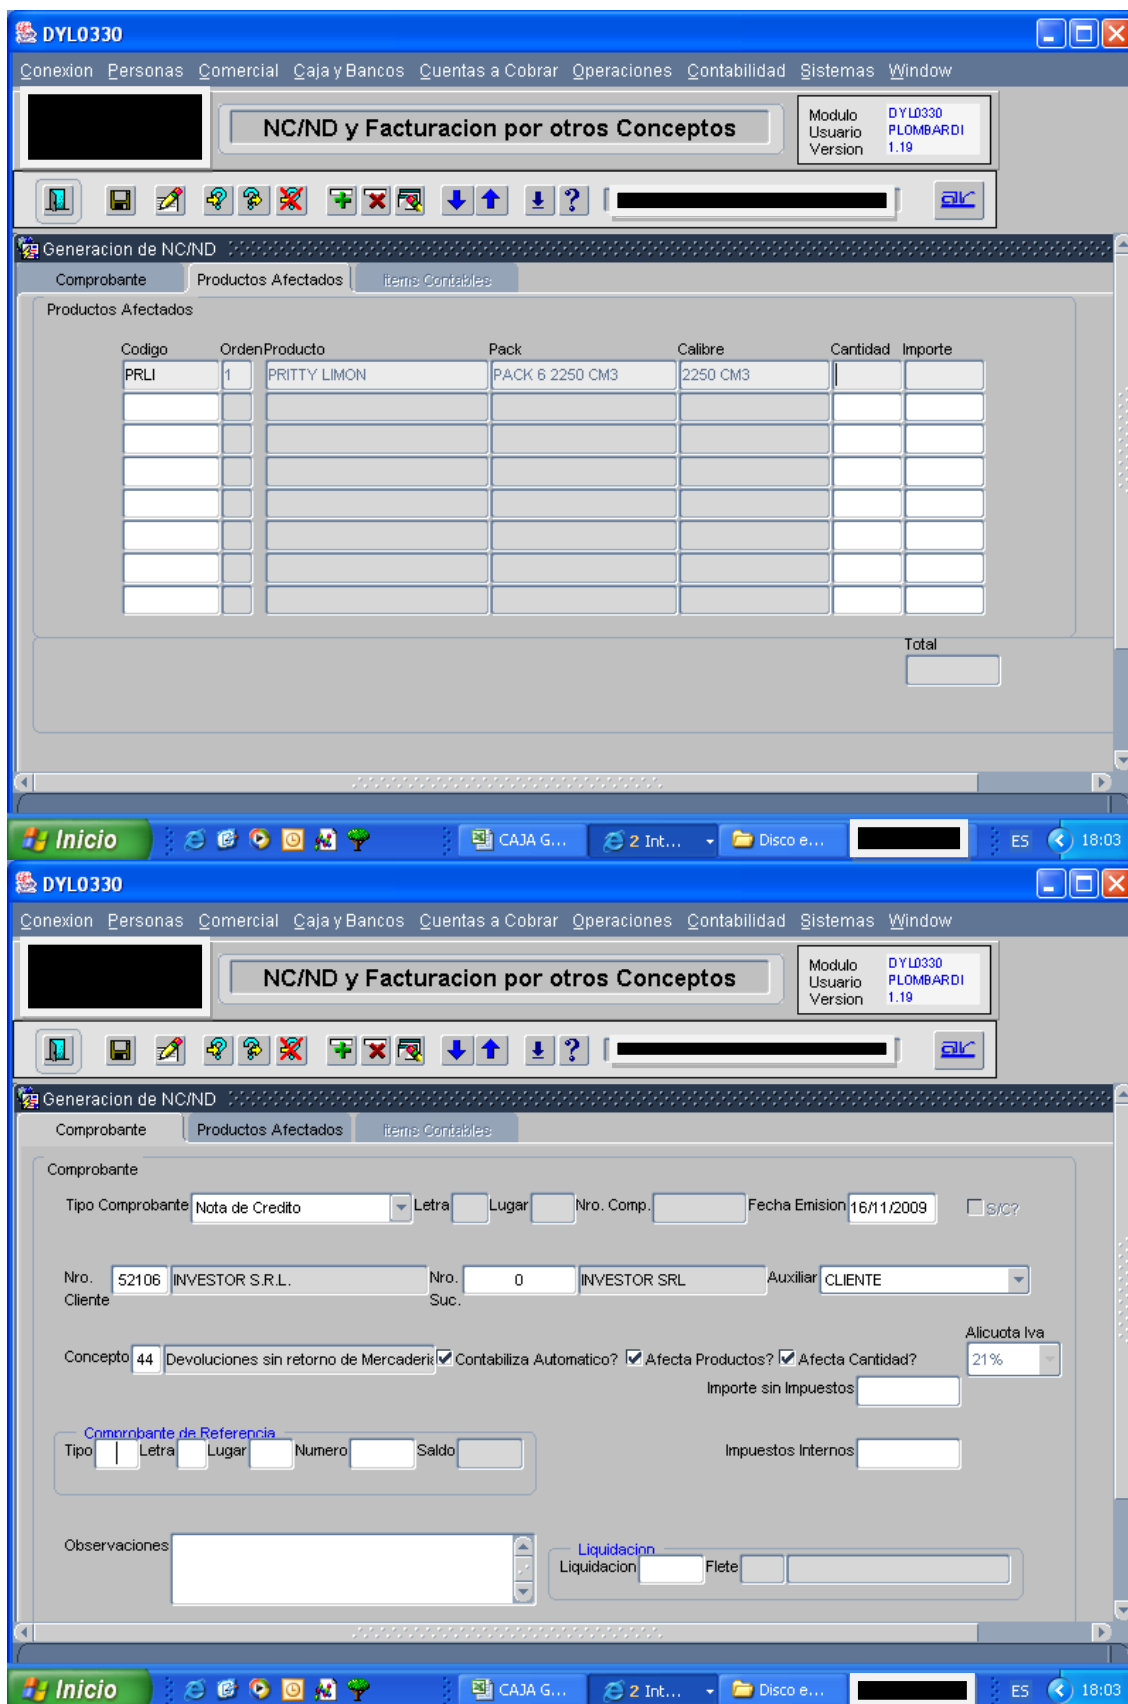 DYL0330
Conexion Personas Comercial Caja y Bancos Cuentas a Cobrar Operaciones Contabilidad Sistemas Window
NC/ND y Facturacion por otros Conceptos
Modulo DYL0330
Usuario PLOMBARDI
Version 1.19
Generacion de NC/ND
Comprobante Productos Afectados Items Contables
Productos Afectados
Codigo Orden Producto Pack Calibre Cantidad Importe
PRLI 1 PRITTY LIMON PACK 6 2250 CM3 2250 CM3
Total
Inicio CAJA G... 2 Int... Disco e... ES 18:03
DYL0330
Conexion Personas Comercial Caja y Bancos Cuentas a Cobrar Operaciones Contabilidad Sistemas Window
NC/ND y Facturacion por otros Conceptos
Modulo DYL0330
Usuario PLOMBARDI
Version 1.19
Generacion de NC/ND
Comprobante Productos Afectados Items Contables
Comprobante
Tipo Comprobante Nota de Credito Letra Lugar Nro. Comp. Fecha Emision 16/11/2009 S/C?
Nro. Cliente 52106 INVESTOR S.R.L. Nro. Suc. 0 INVESTOR SRL Auxiliar CLIENTE
Alicuota Iva
Concepto 44 Devoluciones sin retorno de Mercaderi Contabiliza Automatico? Afecta Productos? Afecta Cantidad? 21%
Importe sin Impuestos
Comprobante de Referencia
Tipo Letra Lugar Numero Saldo Impuestos Internos
Observaciones
Liquidacion
Liquidacion Flete
Inicio CAJA G... 2 Int... Disco e... ES 18:03